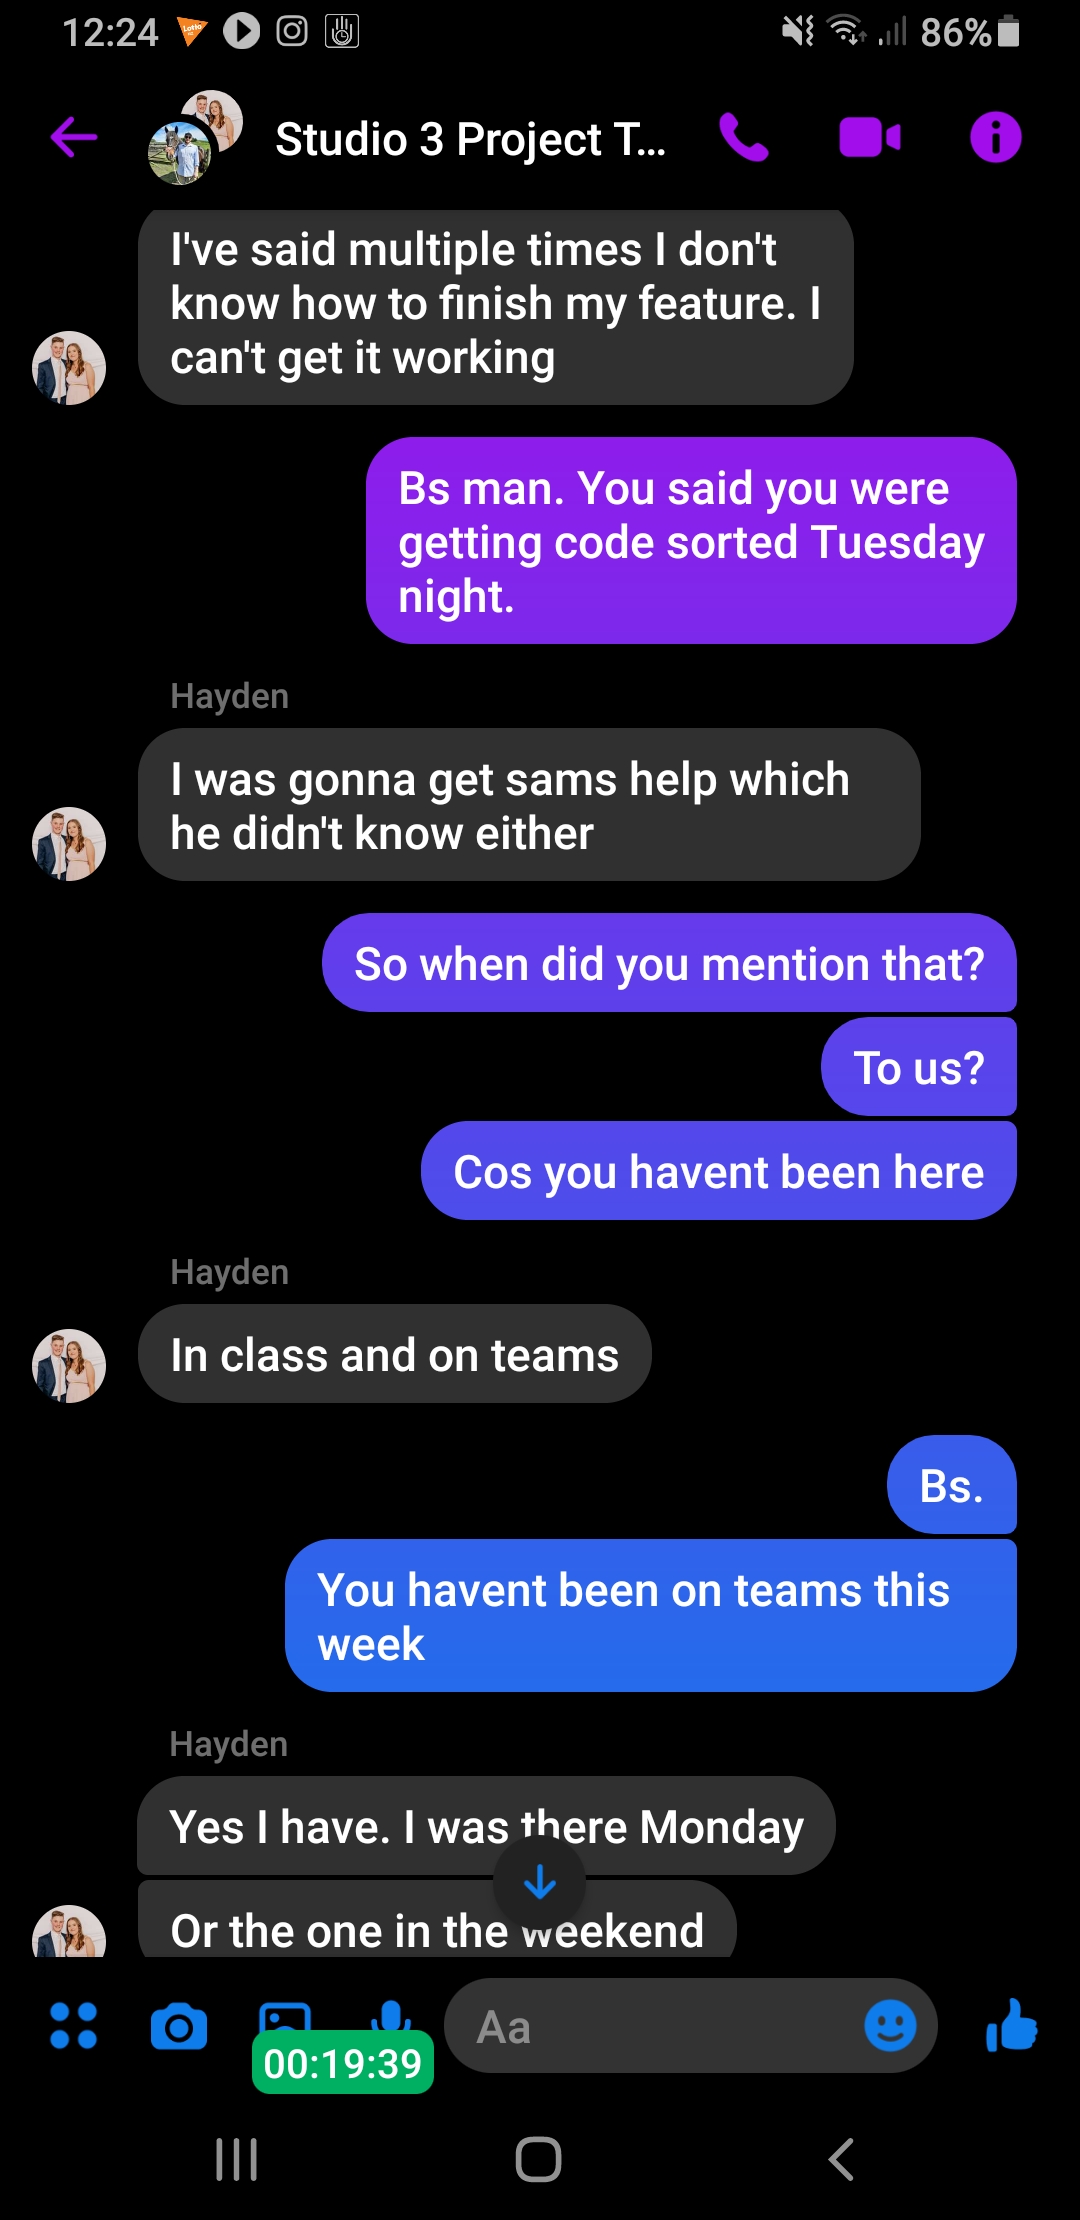 12:24
86%
Studio 3 Project T...
I've said multiple times I don't
know how to finish my feature. I
can't get it working
Bs man. You said you were
getting code sorted Tuesday
night.
Hayden
I was gonna get sams help which
he didn't know either
So when did you mention that?
To us?
Cos you havent been here
Hayden
In class and on teams
Bs.
You havent been on teams this
week
Hayden
Yes I have. I was there Monday
Or the one in the weekend
Aa
00:19:39